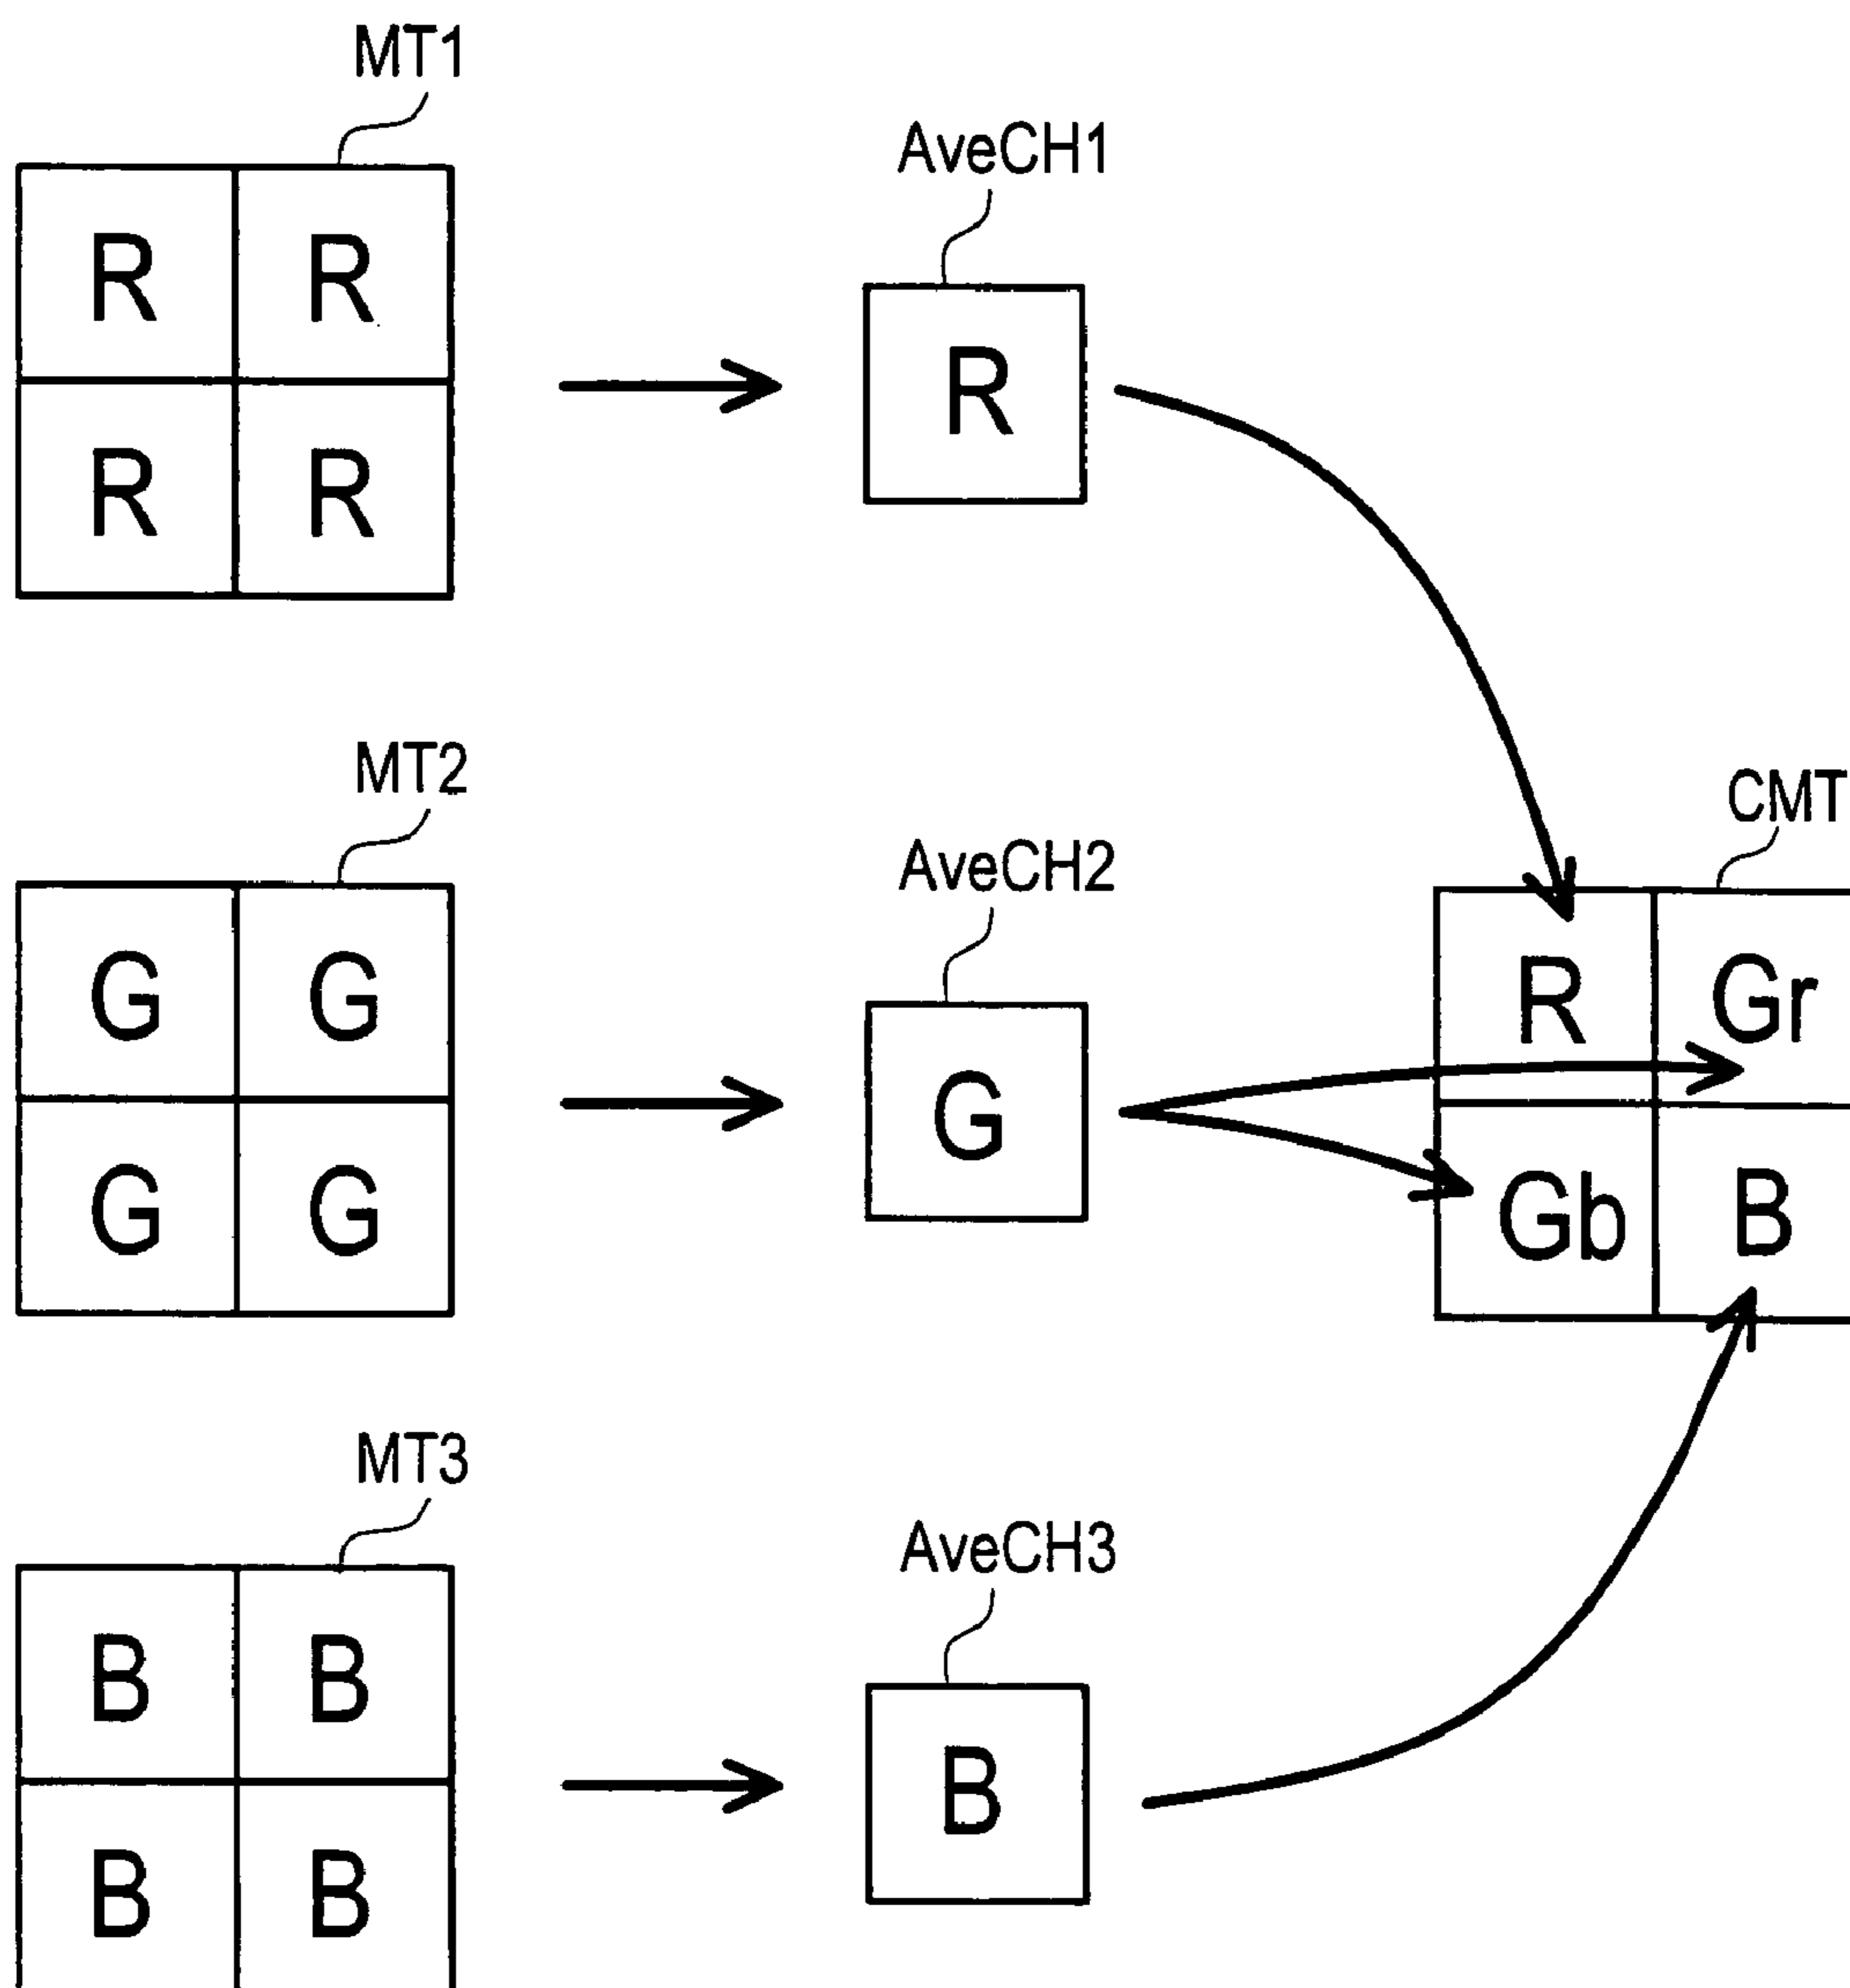 MT1
R R
R R
AveCH1
R
MT2
G G
G G
AveCH2
G
CMT
R Gr
Gb B
MT3
B B
B B
AveCH3
B